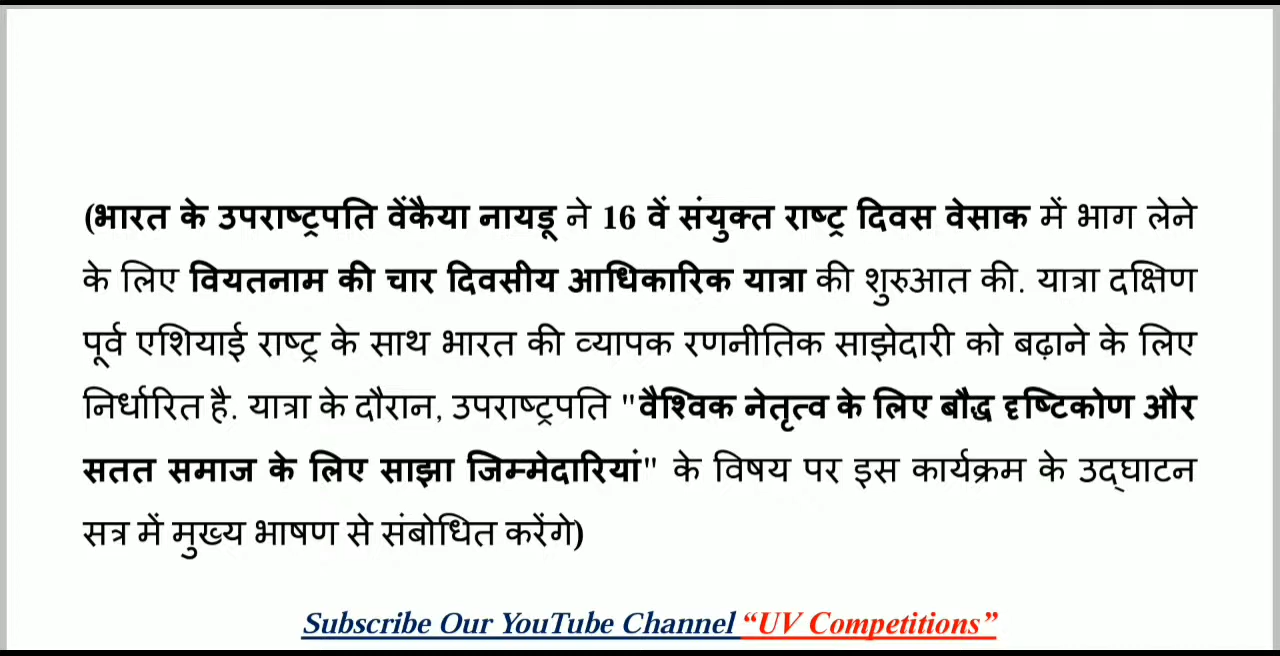 (भारत के उपराष्ट्रपति वेंकैया नायडू ने 16 वें संयुक्त राष्ट्र दिवस वेसाक में भाग लेने
के लिए वियतनाम की चार दिवसीय आधिकारिक यात्रा की शुरुआत की. यात्रा दक्षिण
पूर्व एशियाई राष्ट्र के साथ भारत की व्यापक रणनीतिक साझेदारी को बढ़ाने के लिए
निर्धारित है. यात्रा के दौरान, उपराष्ट्रपति "वैश्विक नेतृत्व के लिए बौद्ध दृष्टिकोण और
सतत समाज के लिए साझा जिम्मेदारियां" के विषय पर इस कार्यक्रम के उद्घाटन
सत्र में मुख्य भाषण से संबोधित करेंगे)
Subscribe Our YouTube Channel “UV Competitions”